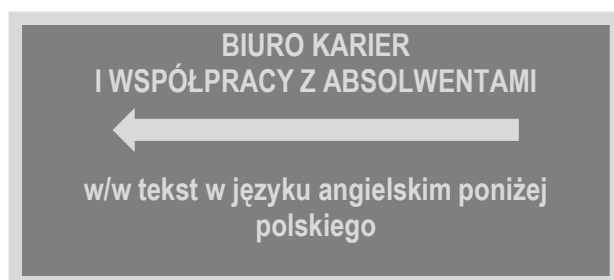 BIURO KARIER
I WSPÓŁPRACY Z ABSOLWENTAMI
w/w tekst w języku angielskim poniżej
polskiego